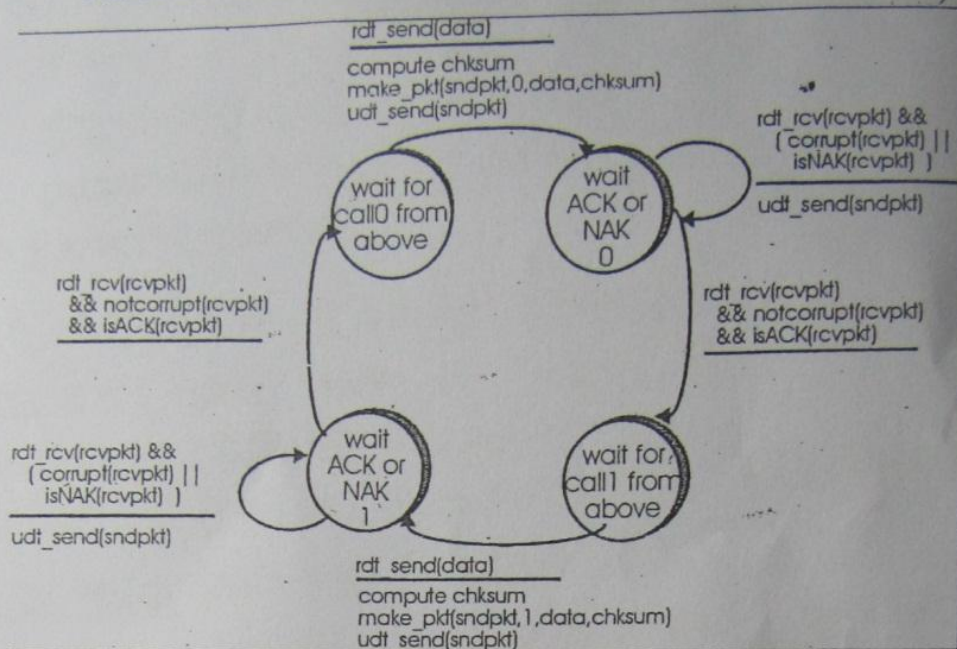 rdt_send(data)
compute chksum
make_pkt(sndpkt,0,data,chksum)
udt_send(sndpkt)
wait for
call0 from
above
wait
ACK or
NAK
0
rdt_rcv(rcvpkt) &&
( corrupt(rcvpkt) ||
isNAK(rcvpkt) )
udt_send(sndpkt)
rdt_rcv(rcvpkt)
&& notcorrupt(rcvpkt)
&& isACK(rcvpkt)
rdt_rcv(rcvpkt)
&& notcorrupt(rcvpkt)
&& isACK(rcvpkt)
rdt_rcv(rcvpkt) &&
( corrupt(rcvpkt) ||
isNAK(rcvpkt) )
udt_send(sndpkt)
wait
ACK or
NAK
1
wait for
call1 from
above
rdt_send(data)
compute chksum
make_pkt(sndpkt,1,data,chksum)
udt_send(sndpkt)